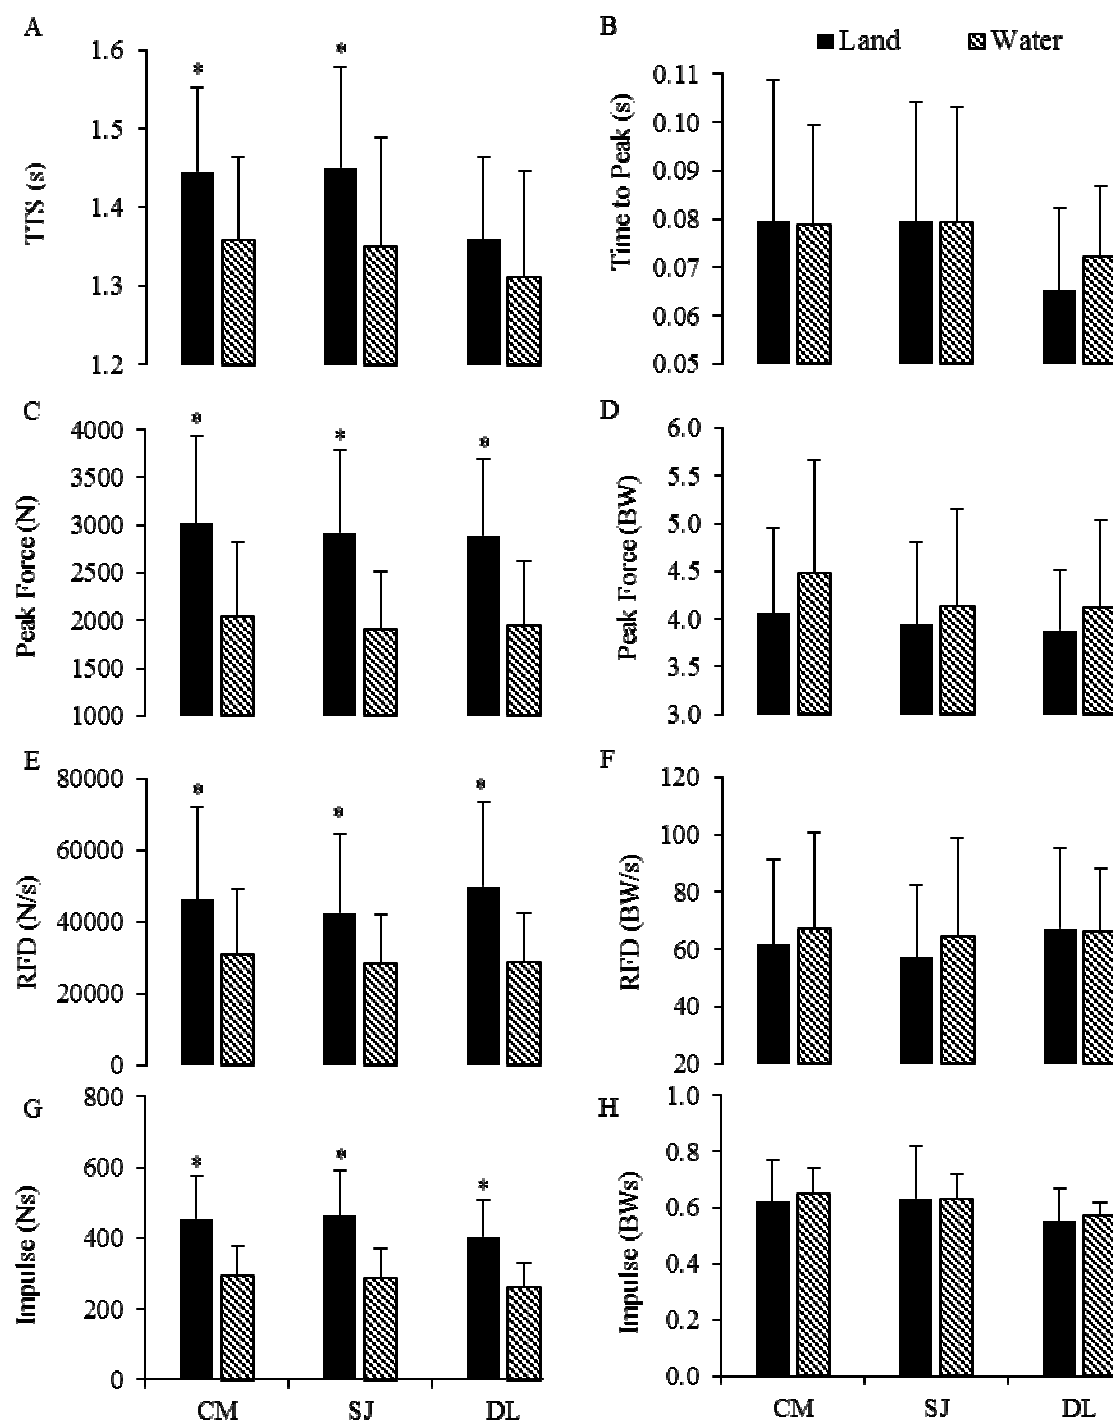 A
TTS (s)
1.6
1.5
1.4
1.3
1.2
* *
B
Land Water
Time to Peak (s)
0.11
0.10
0.09
0.08
0.07
0.06
0.05
C
Peak Force (N)
4000
3500
3000
2500
2000
1500
1000
* * *
D
Peak Force (BW)
6.0
5.5
5.0
4.5
4.0
3.5
3.0
E
RFD (N/s)
80000
60000
40000
20000
0
* * *
F
RFD (BW/s)
120
100
80
60
40
20
G
Impulse (Ns)
800
600
400
200
0
* * *
CM SJ DL
H
Impulse (BWs)
1.0
0.8
0.6
0.4
0.2
0.0
CM SJ DL